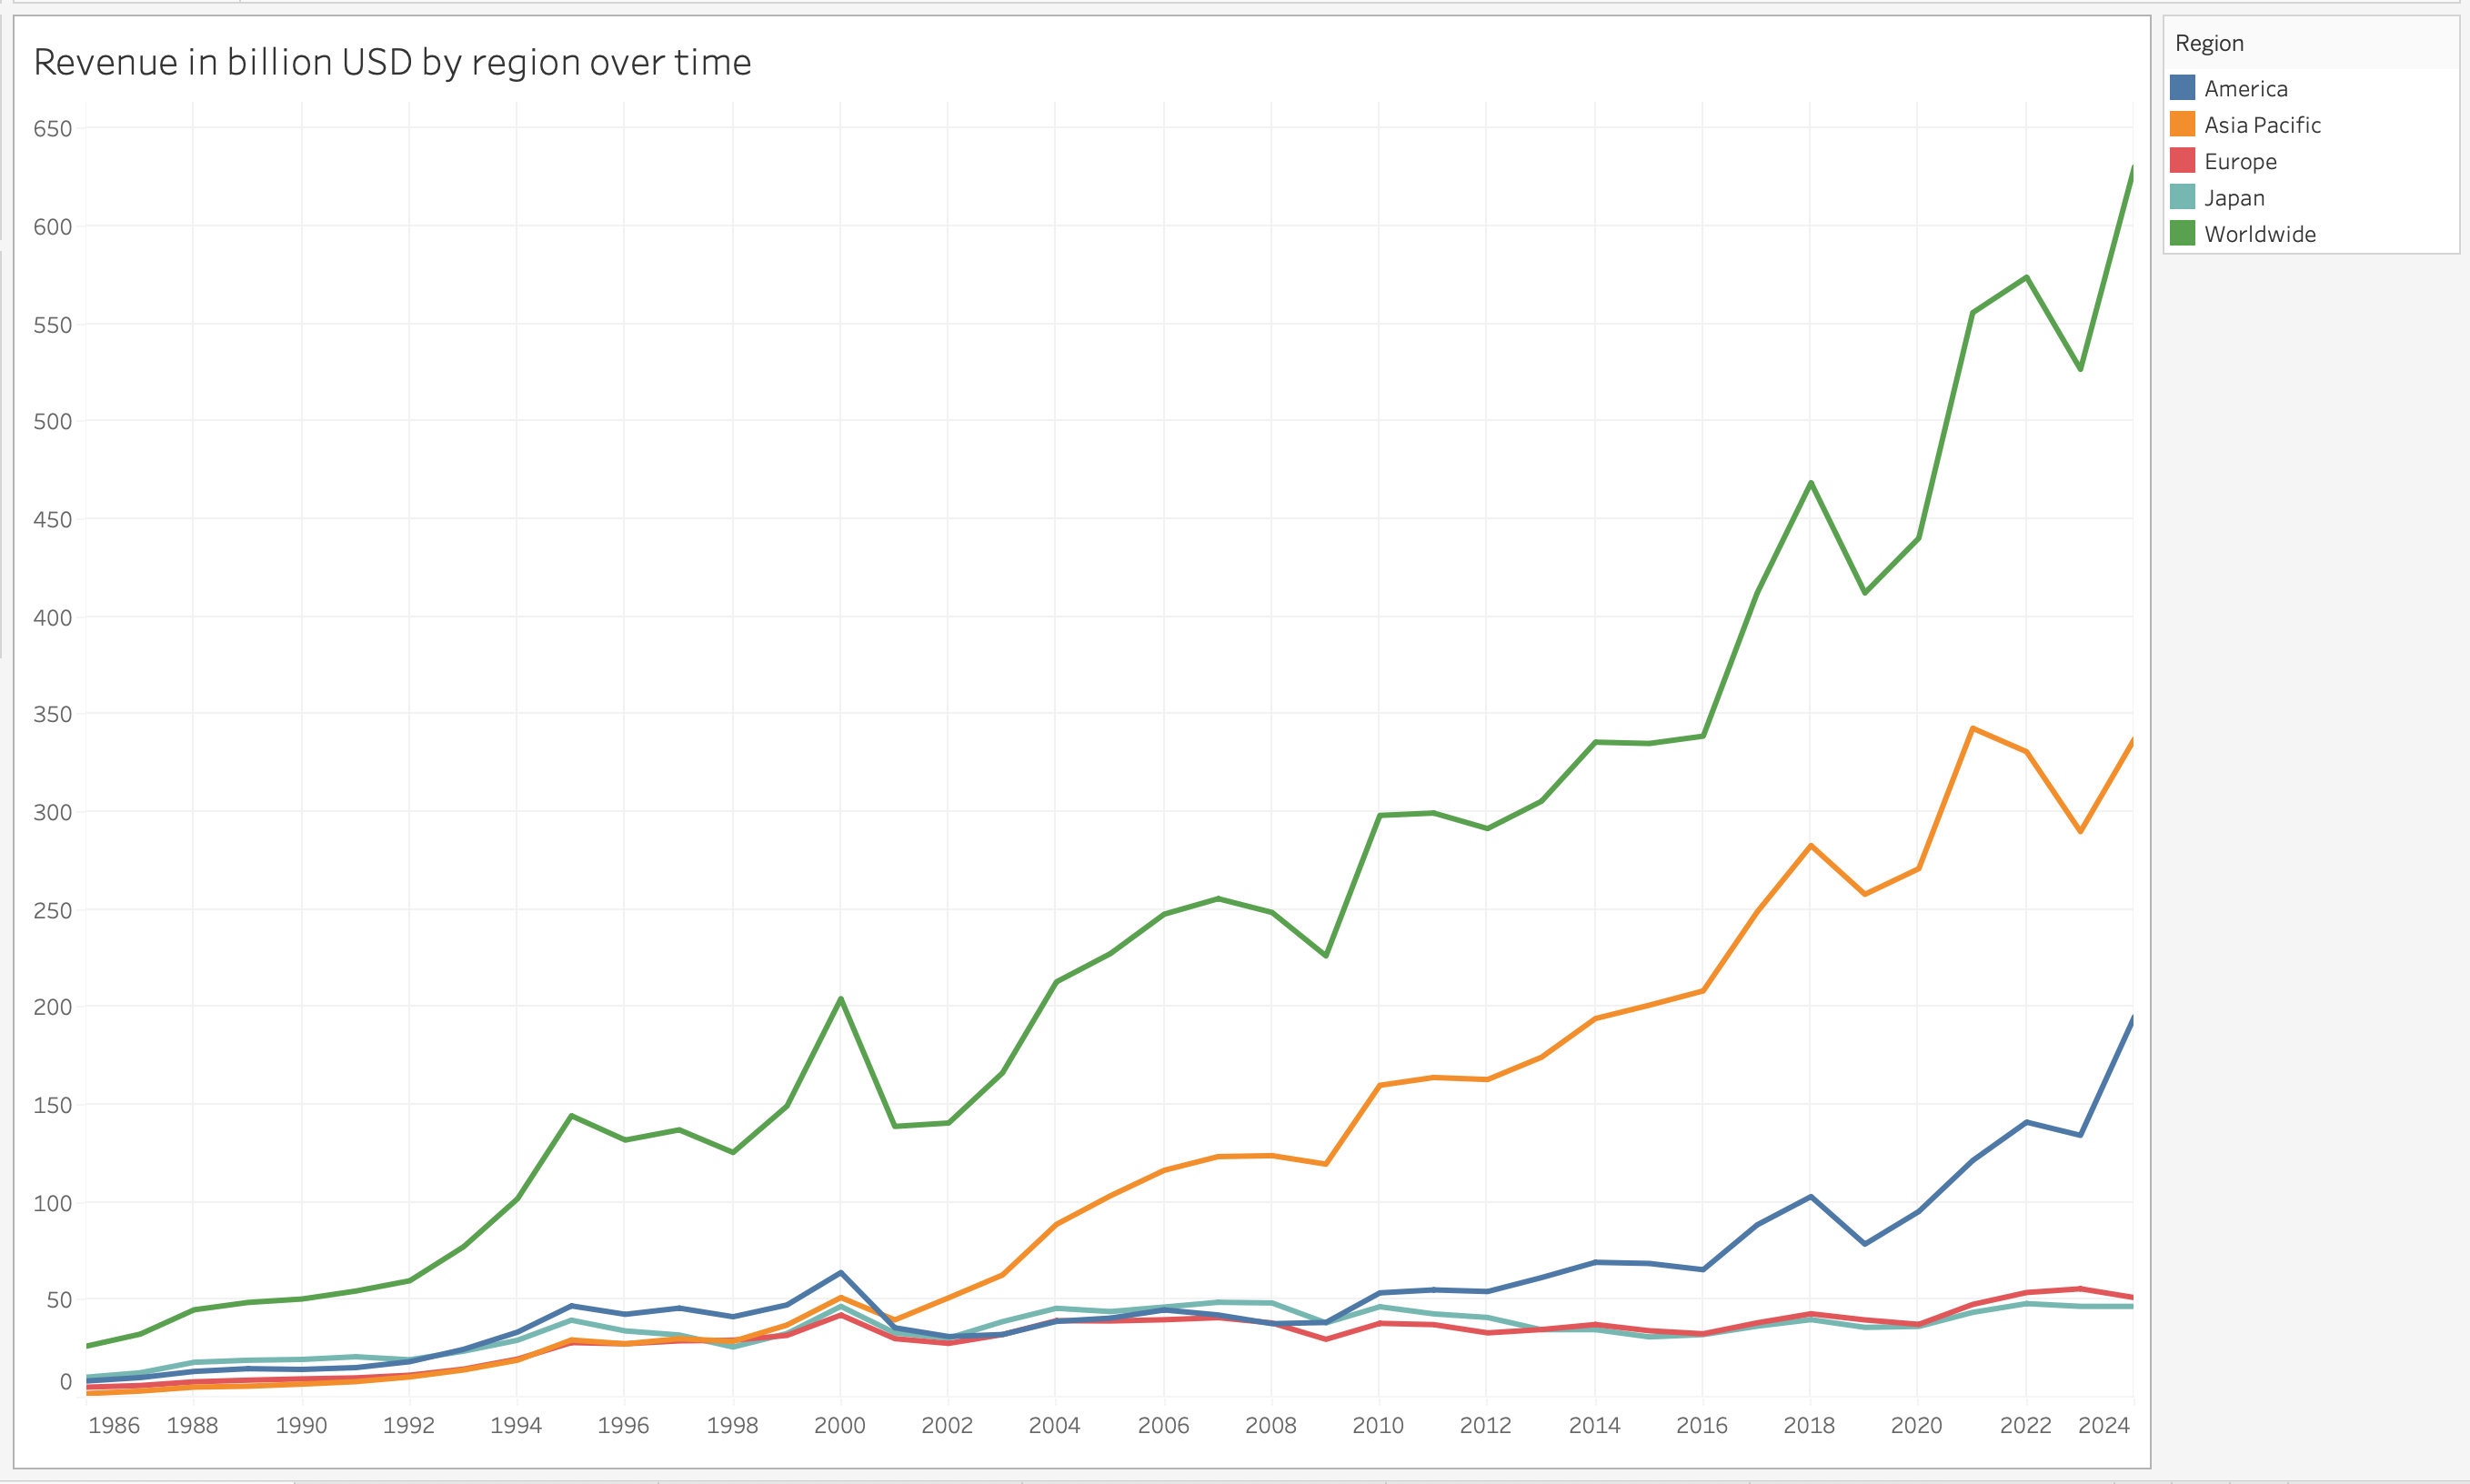 Revenue in billion USD by region over time
650
600
550
500
450
400
350
300
250
200
150
100
50
0
1986 1988 1990 1992 1994 1996 1998 2000 2002 2004 2006 2008 2010 2012 2014 2016 2018 2020 2022 2024
Region
America
Asia Pacific
Europe
Japan
Worldwide